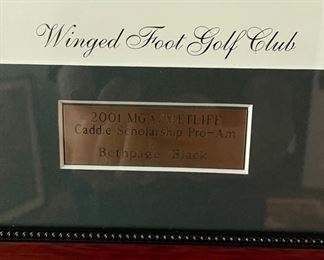 Winged Foot Golf Club
2001 MGA/METLIFE
Caddie Scholarship Pro-Am
Bethpage Black